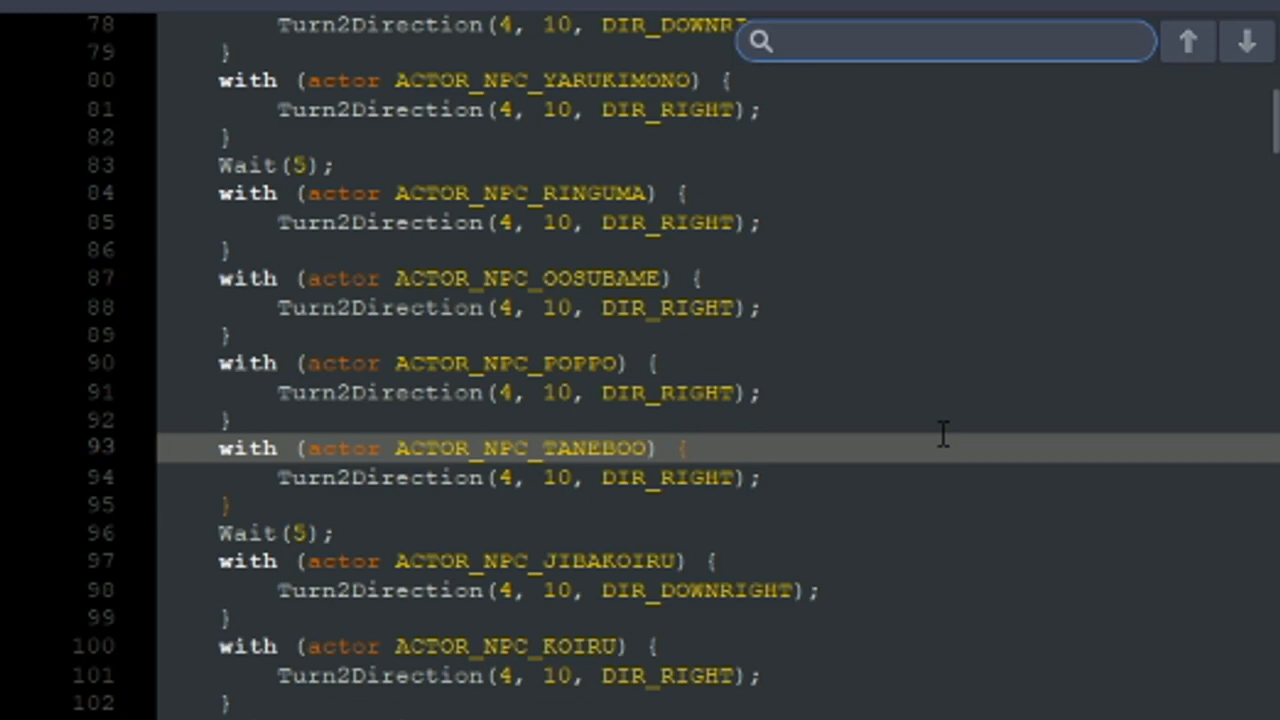 78 Turn2Direction(4, 10, DIR_DOWNR
79 }
80 with (actor ACTOR_NPC_YARUKIMONO) {
81 Turn2Direction(4, 10, DIR_RIGHT);
82 }
83 Wait(5);
84 with (actor ACTOR_NPC_RINGUMA) {
85 Turn2Direction(4, 10, DIR_RIGHT);
86 }
87 with (actor ACTOR_NPC_OOSUBAME) {
88 Turn2Direction(4, 10, DIR_RIGHT);
89 }
90 with (actor ACTOR_NPC_POPPO) {
91 Turn2Direction(4, 10, DIR_RIGHT);
92 }
93 with (actor ACTOR_NPC_TANEBOO) {
94 Turn2Direction(4, 10, DIR_RIGHT);
95 }
96 Wait(5);
97 with (actor ACTOR_NPC_JIBAKOIRU) {
98 Turn2Direction(4, 10, DIR_DOWNRIGHT);
99 }
100 with (actor ACTOR_NPC_KOIRU) {
101 Turn2Direction(4, 10, DIR_RIGHT);
102 }